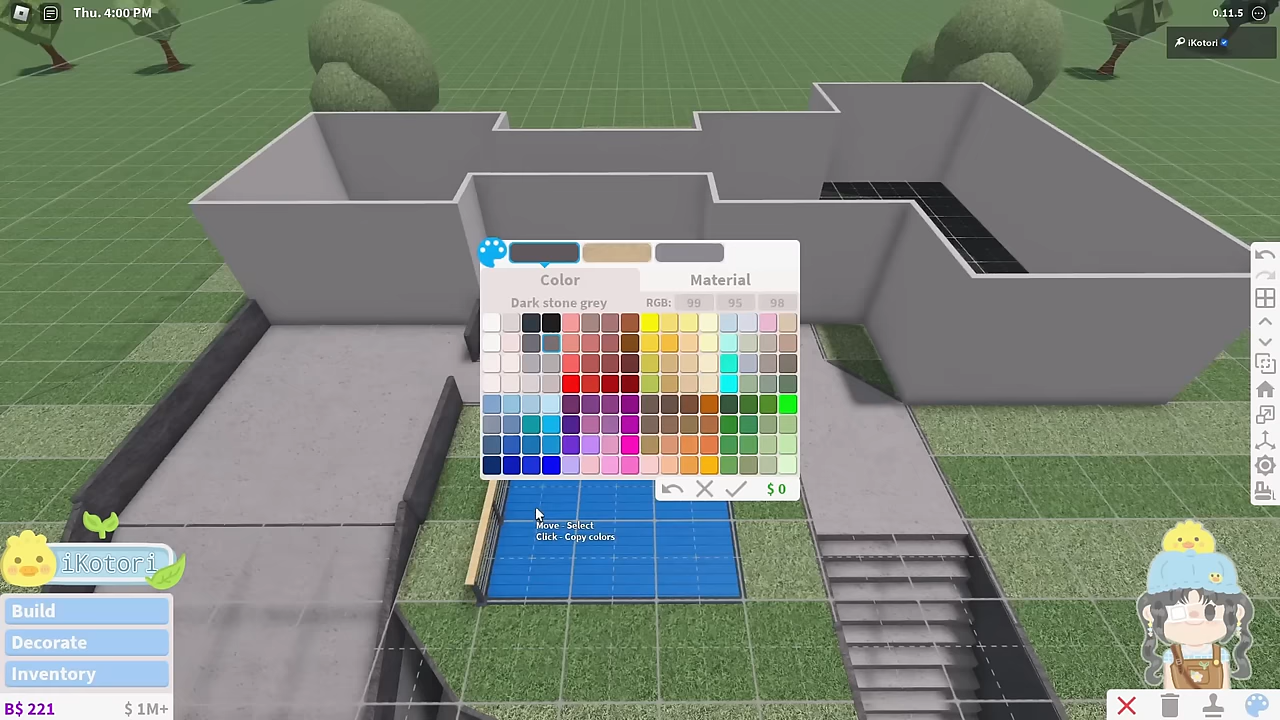 Thu. 4:00 PM
0.11.5
iKotori
Color
Material
Dark stone grey
RGB: 99 95 98
$ 0
Move - Select
Click - Copy colors
iKotori
Build
Decorate
Inventory
B$ 221
$ 1M+